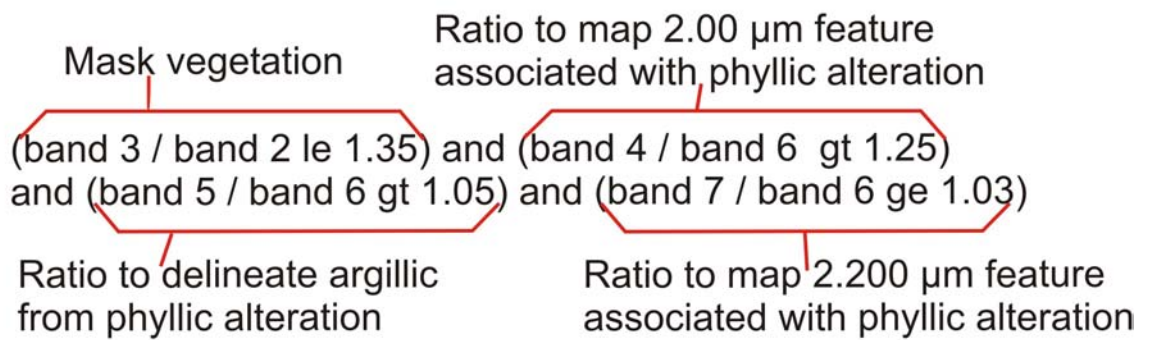 Mask vegetation
Ratio to map 2.00 µm feature
associated with phyllic alteration
(band 3 / band 2 le 1.35) and (band 4 / band 6 gt 1.25)
and (band 5 / band 6 gt 1.05) and (band 7 / band 6 ge 1.03)
Ratio to delineate argillic
from phyllic alteration
Ratio to map 2.200 µm feature
associated with phyllic alteration